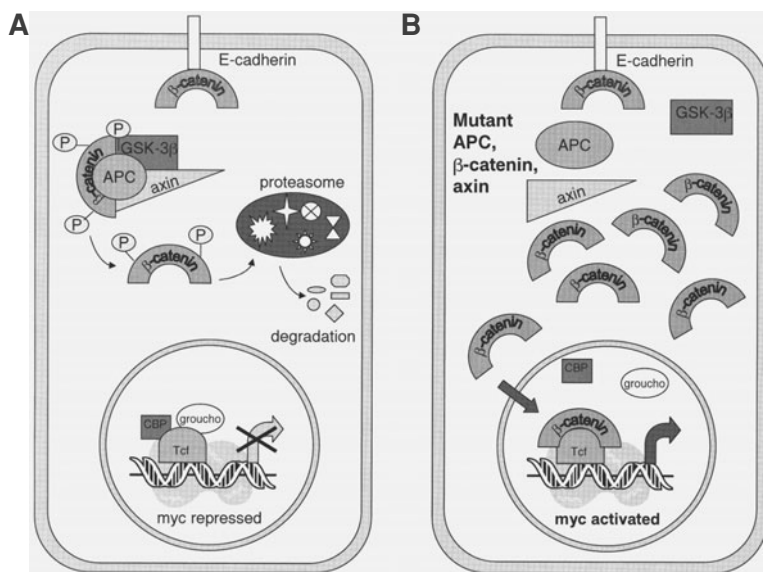 A
E-cadherin
β-catenin
P
P
GSK-3β
β-catenin
APC
axin
P
P
P
β-catenin
proteasome
degradation
CBP
groucho
Tcf
myc repressed
B
E-cadherin
β-catenin
GSK-3β
Mutant
APC,
β-catenin,
axin
APC
axin
β-catenin
β-catenin
β-catenin
β-catenin
β-catenin
β-catenin
CBP
groucho
β-catenin
Tcf
myc activated